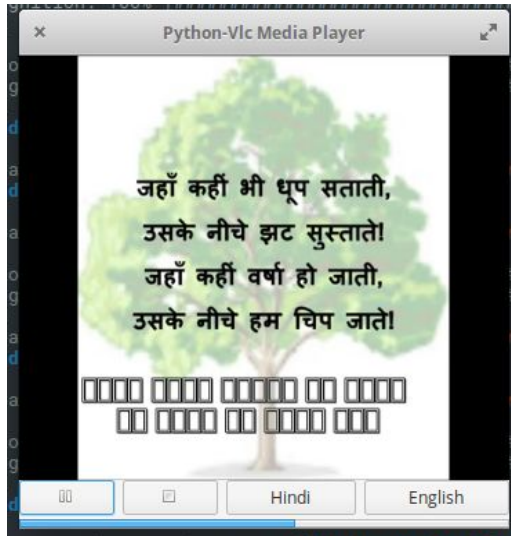 Python-Vlc Media Player
जहाँ कहीं भी धूप सताती,
उसके नीचे झट सुस्ताते!
जहाँ कहीं वर्षा हो जाती,
उसके नीचे हम चिप जाते!
Hindi
English